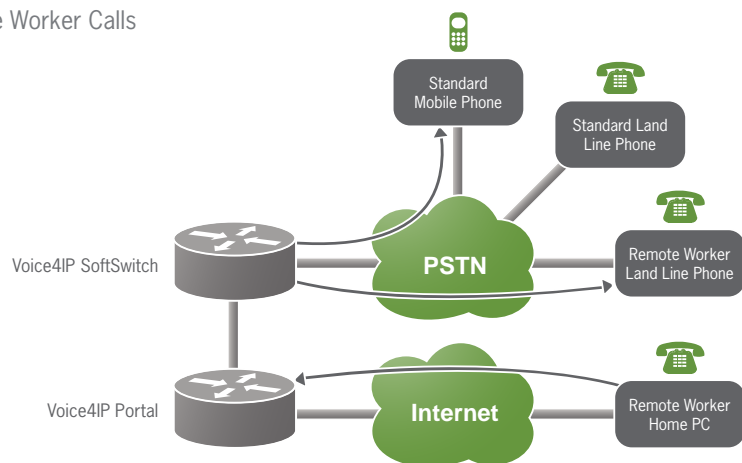 Worker Calls
Standard
Mobile Phone
Standard Land
Line Phone
Voice4IP SoftSwitch
PSTN
Remote Worker
Land Line Phone
Voice4IP Portal
Internet
Remote Worker
Home PC